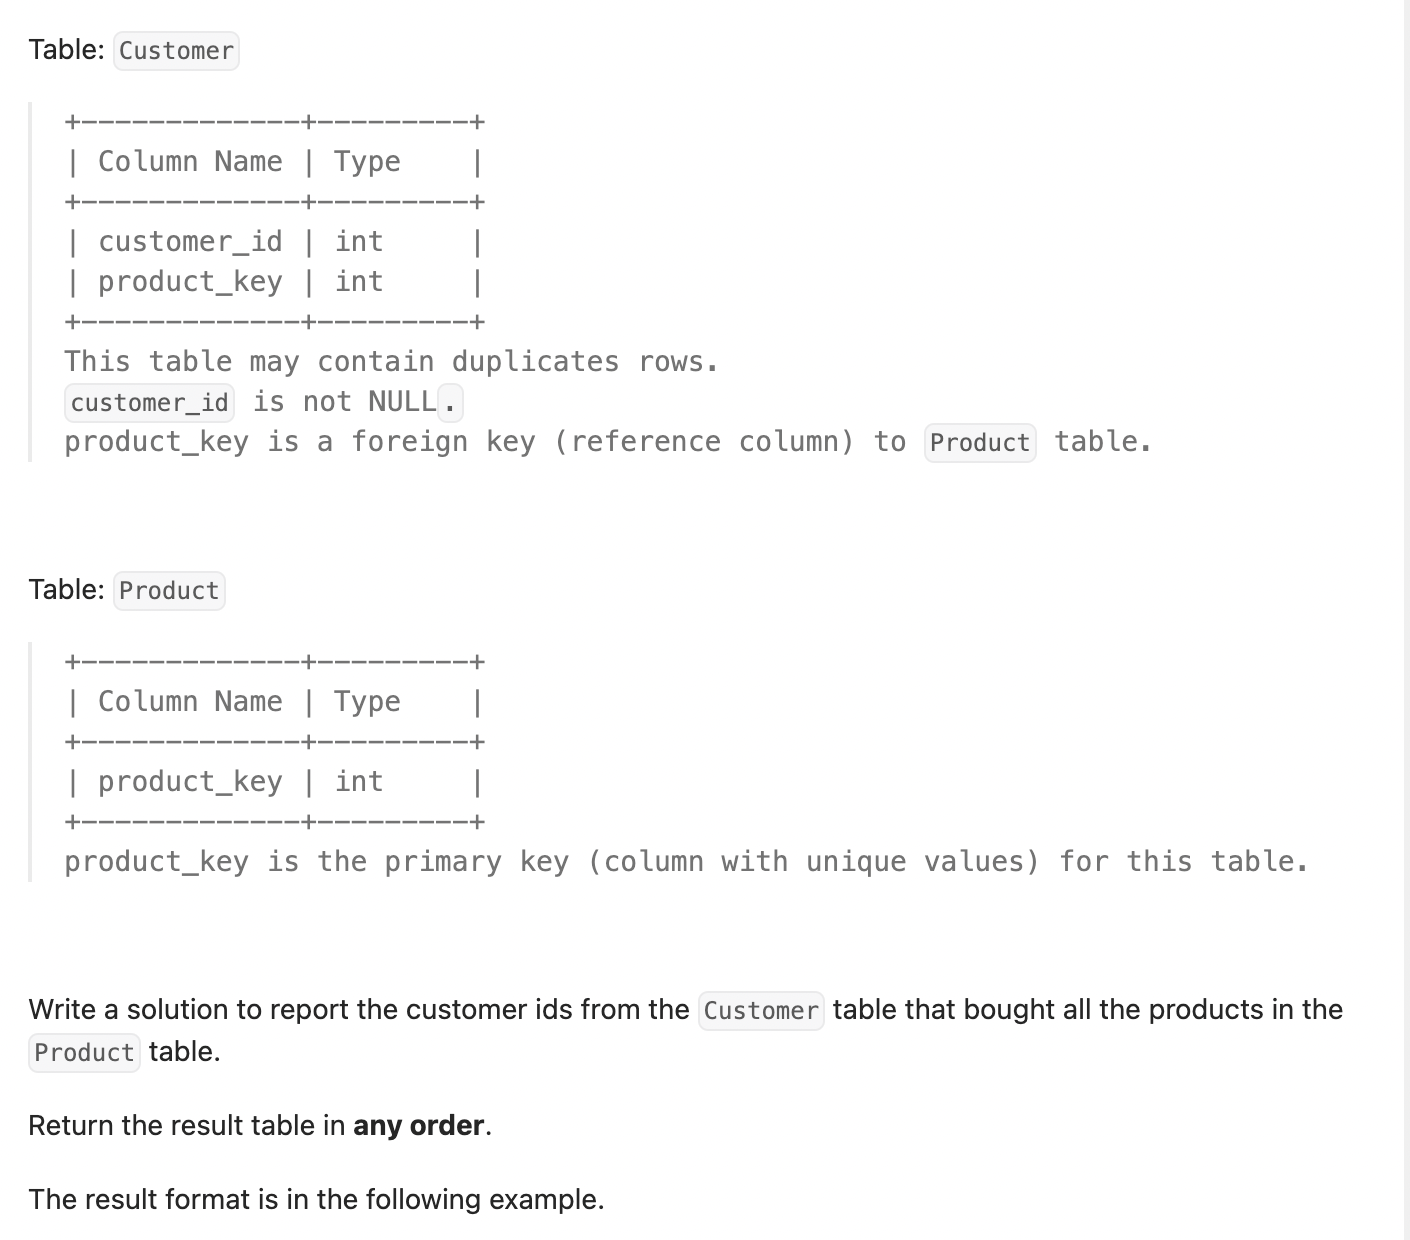 Table: Customer
+-------------+---------+
| Column Name | Type    |
+-------------+---------+
| customer_id | int     |
| product_key | int     |
+-------------+---------+
This table may contain duplicates rows.
customer_id is not NULL.
product_key is a foreign key (reference column) to Product table.
Table: Product
+-------------+---------+
| Column Name | Type    |
+-------------+---------+
| product_key | int     |
+-------------+---------+
product_key is the primary key (column with unique values) for this table.
Write a solution to report the customer ids from the Customer table that bought all the products in the
Product table.
Return the result table in any order.
The result format is in the following example.